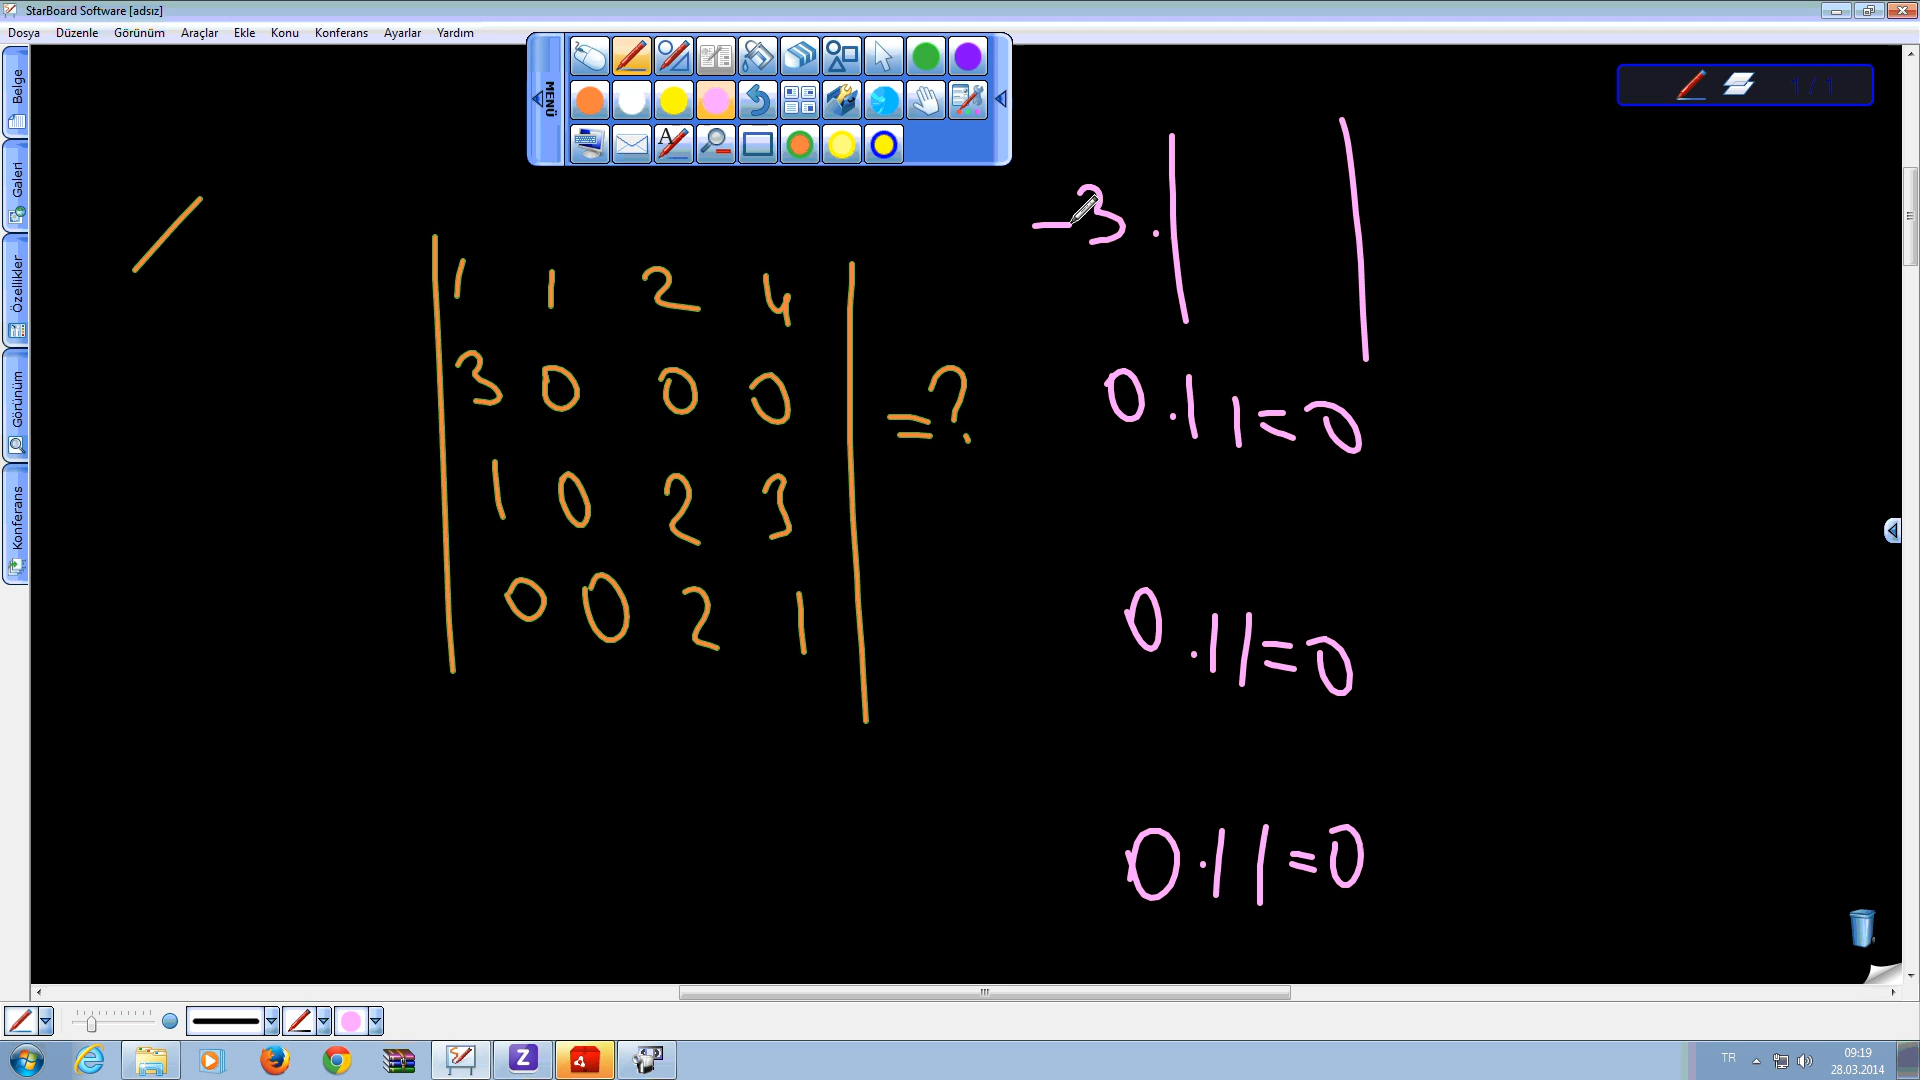 StarBoard Software [adsız]
Dosya Düzenle Görünüm Araçlar Ekle Konu Konferans Ayarlar Yardım
MENÜ
1 / 1
Belge
Galeri
Özellikler
Görünüm
Konferans
1 1 2 4
3 0 0 0
1 0 2 3
0 0 2 1
= ?
-3 . | |
0 . | | = 0
0 . | | = 0
0 . | | = 0
TR
09:19
28.03.2014